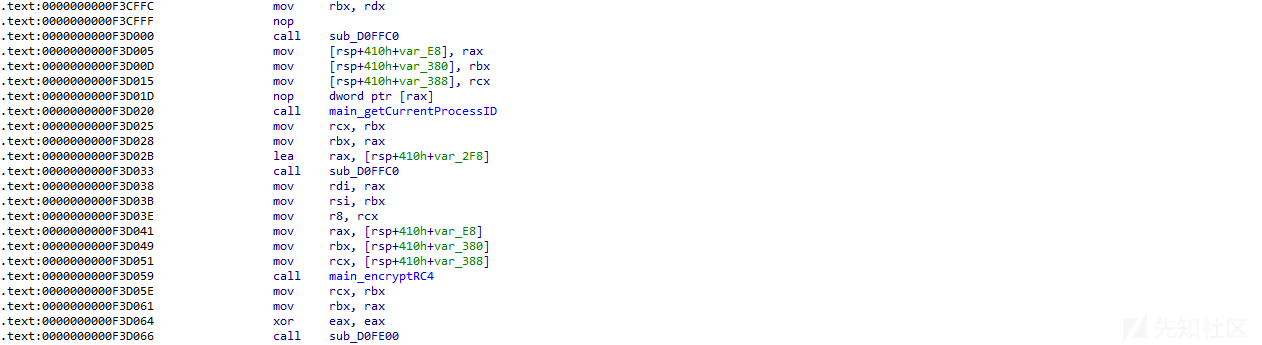 .text:0000000000F3CFFC mov rbx, rdx
.text:0000000000F3CFFF nop
.text:0000000000F3D000 call sub_D0FFC0
.text:0000000000F3D005 mov [rsp+410h+var_E8], rax
.text:0000000000F3D00D mov [rsp+410h+var_380], rbx
.text:0000000000F3D015 mov [rsp+410h+var_388], rcx
.text:0000000000F3D01D nop dword ptr [rax]
.text:0000000000F3D020 call main_getCurrentProcessID
.text:0000000000F3D025 mov rcx, rbx
.text:0000000000F3D028 mov rbx, rax
.text:0000000000F3D02B lea rax, [rsp+410h+var_2F8]
.text:0000000000F3D033 call sub_D0FFC0
.text:0000000000F3D038 mov rdi, rax
.text:0000000000F3D03B mov rsi, rbx
.text:0000000000F3D03E mov r8, rcx
.text:0000000000F3D041 mov rax, [rsp+410h+var_E8]
.text:0000000000F3D049 mov rbx, [rsp+410h+var_380]
.text:0000000000F3D051 mov rcx, [rsp+410h+var_388]
.text:0000000000F3D059 call main_encryptRC4
.text:0000000000F3D05E mov rcx, rbx
.text:0000000000F3D061 mov rbx, rax
.text:0000000000F3D064 xor eax, eax
.text:0000000000F3D066 call sub_D0FE00
先知社区